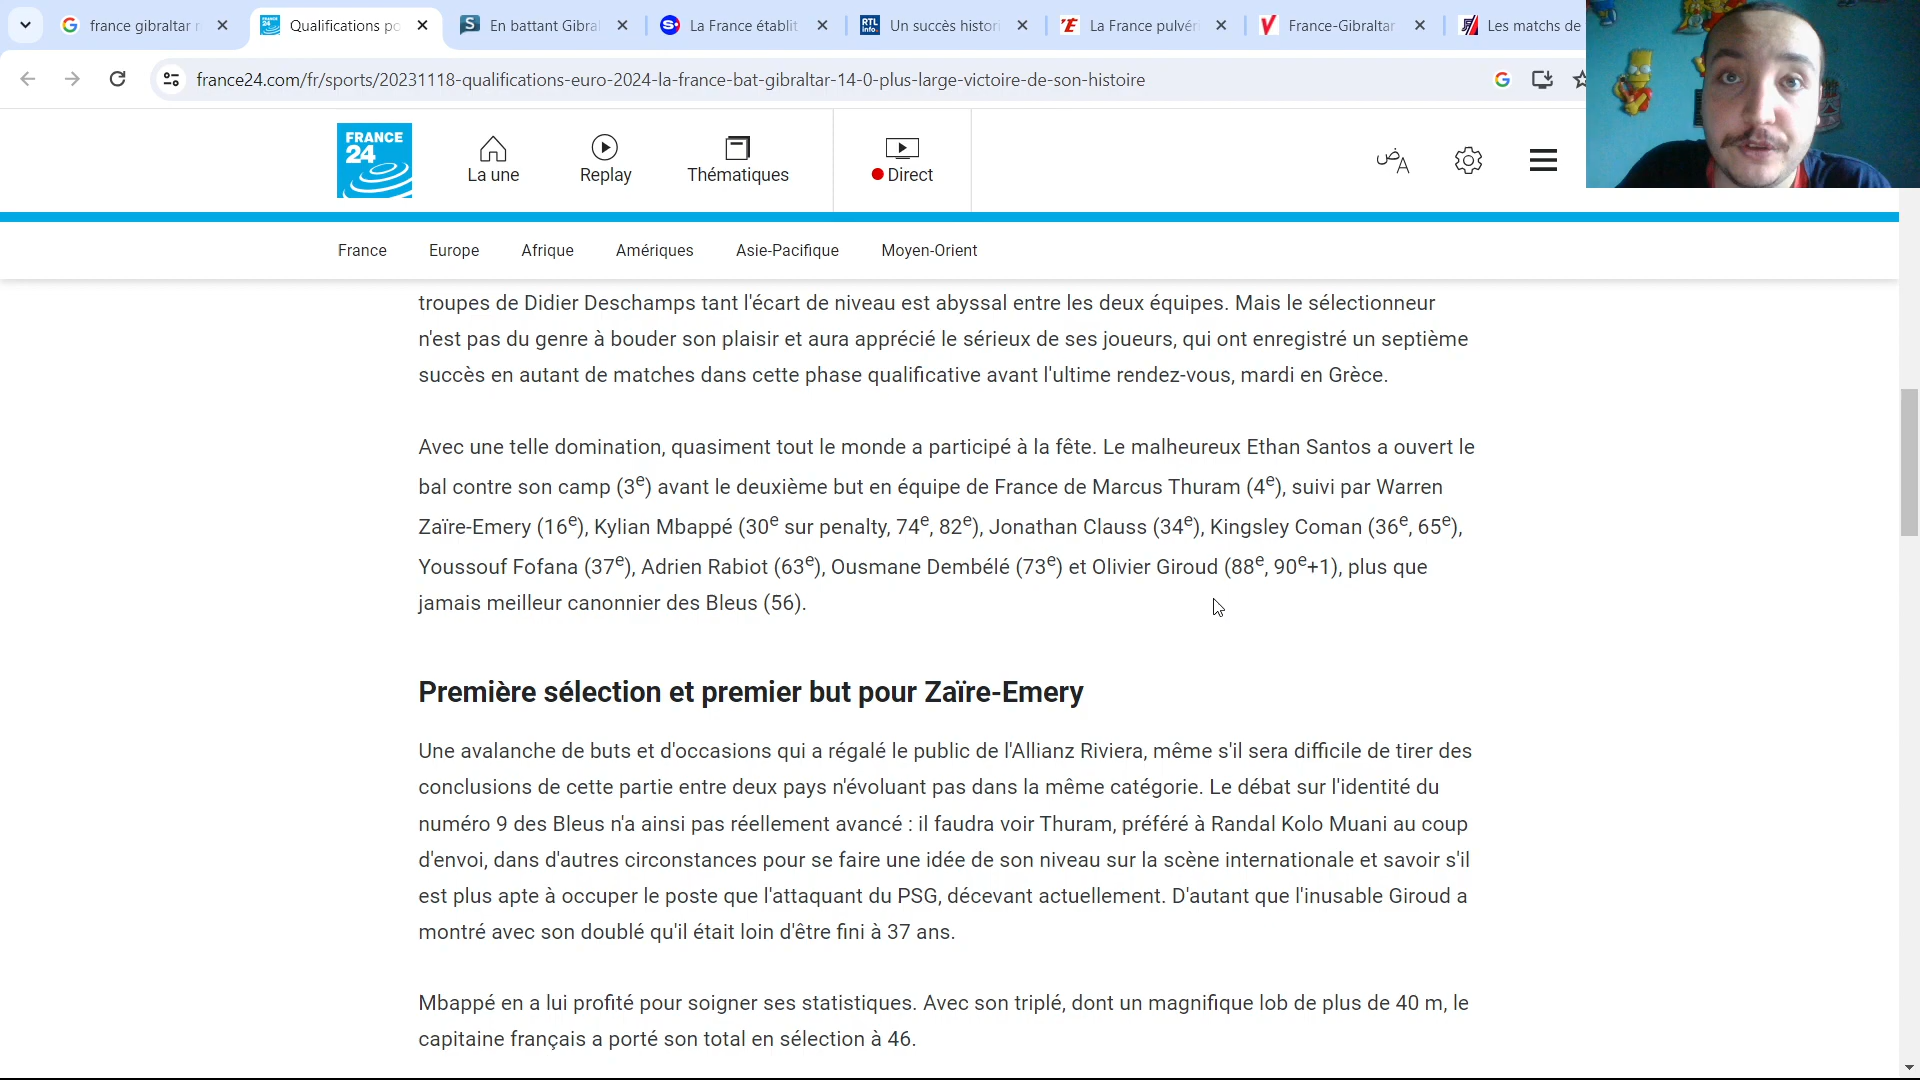 france gibraltar r
Qualifications po
En battant Gibral
La France établit
Un succès histori
La France pulvér
France-Gibraltar
Les matchs de
france24.com/fr/sports/20231118-qualifications-euro-2024-la-france-bat-gibraltar-14-0-plus-large-victoire-de-son-histoire
FRANCE
24
La une
Replay
Thématiques
Direct
France
Europe
Afrique
Amériques
Asie-Pacifique
Moyen-Orient
troupes de Didier Deschamps tant l'écart de niveau est abyssal entre les deux équipes. Mais le sélectionneur
n'est pas du genre à bouder son plaisir et aura apprécié le sérieux de ses joueurs, qui ont enregistré un septième
succès en autant de matches dans cette phase qualificative avant l'ultime rendez-vous, mardi en Grèce.
Avec une telle domination, quasiment tout le monde a participé à la fête. Le malheureux Ethan Santos a ouvert le
bal contre son camp (3e) avant le deuxième but en équipe de France de Marcus Thuram (4e), suivi par Warren
Zaïre-Emery (16e), Kylian Mbappé (30e sur penalty, 74e, 82e), Jonathan Clauss (34e), Kingsley Coman (36e, 65e),
Youssouf Fofana (37e), Adrien Rabiot (63e), Ousmane Dembélé (73e) et Olivier Giroud (88e, 90e+1), plus que
jamais meilleur canonnier des Bleus (56).
Première sélection et premier but pour Zaïre-Emery
Une avalanche de buts et d'occasions qui a régalé le public de l'Allianz Riviera, même s'il sera difficile de tirer des
conclusions de cette partie entre deux pays n'évoluant pas dans la même catégorie. Le débat sur l'identité du
numéro 9 des Bleus n'a ainsi pas réellement avancé : il faudra voir Thuram, préféré à Randal Kolo Muani au coup
d'envoi, dans d'autres circonstances pour se faire une idée de son niveau sur la scène internationale et savoir s'il
est plus apte à occuper le poste que l'attaquant du PSG, décevant actuellement. D'autant que l'inusable Giroud a
montré avec son doublé qu'il était loin d'être fini à 37 ans.
Mbappé en a lui profité pour soigner ses statistiques. Avec son triplé, dont un magnifique lob de plus de 40 m, le
capitaine français a porté son total en sélection à 46.